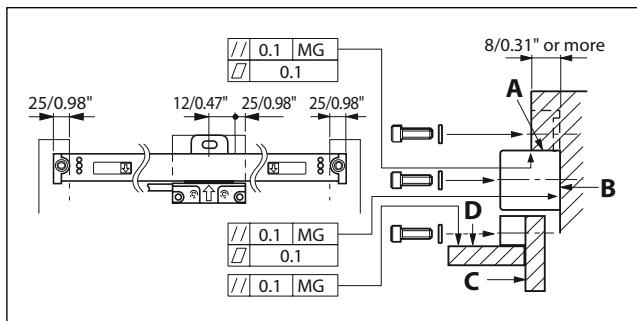 // 0.1 MG
⏥ 0.1
8/0.31" or more
A
25/0.98" 12/0.47" 25/0.98" 25/0.98"
B
// 0.1 MG
⏥ 0.1
D
// 0.1 MG
C